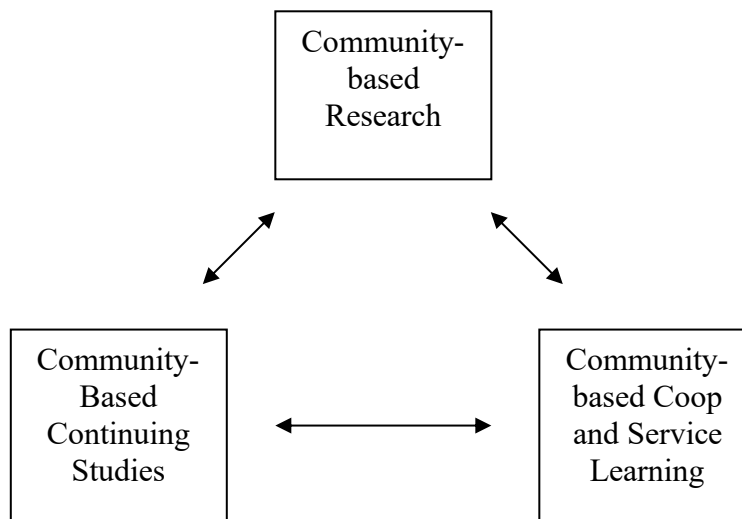 Community-
based
Research
Community-
Based
Continuing
Studies
Community-
based Coop
and Service
Learning